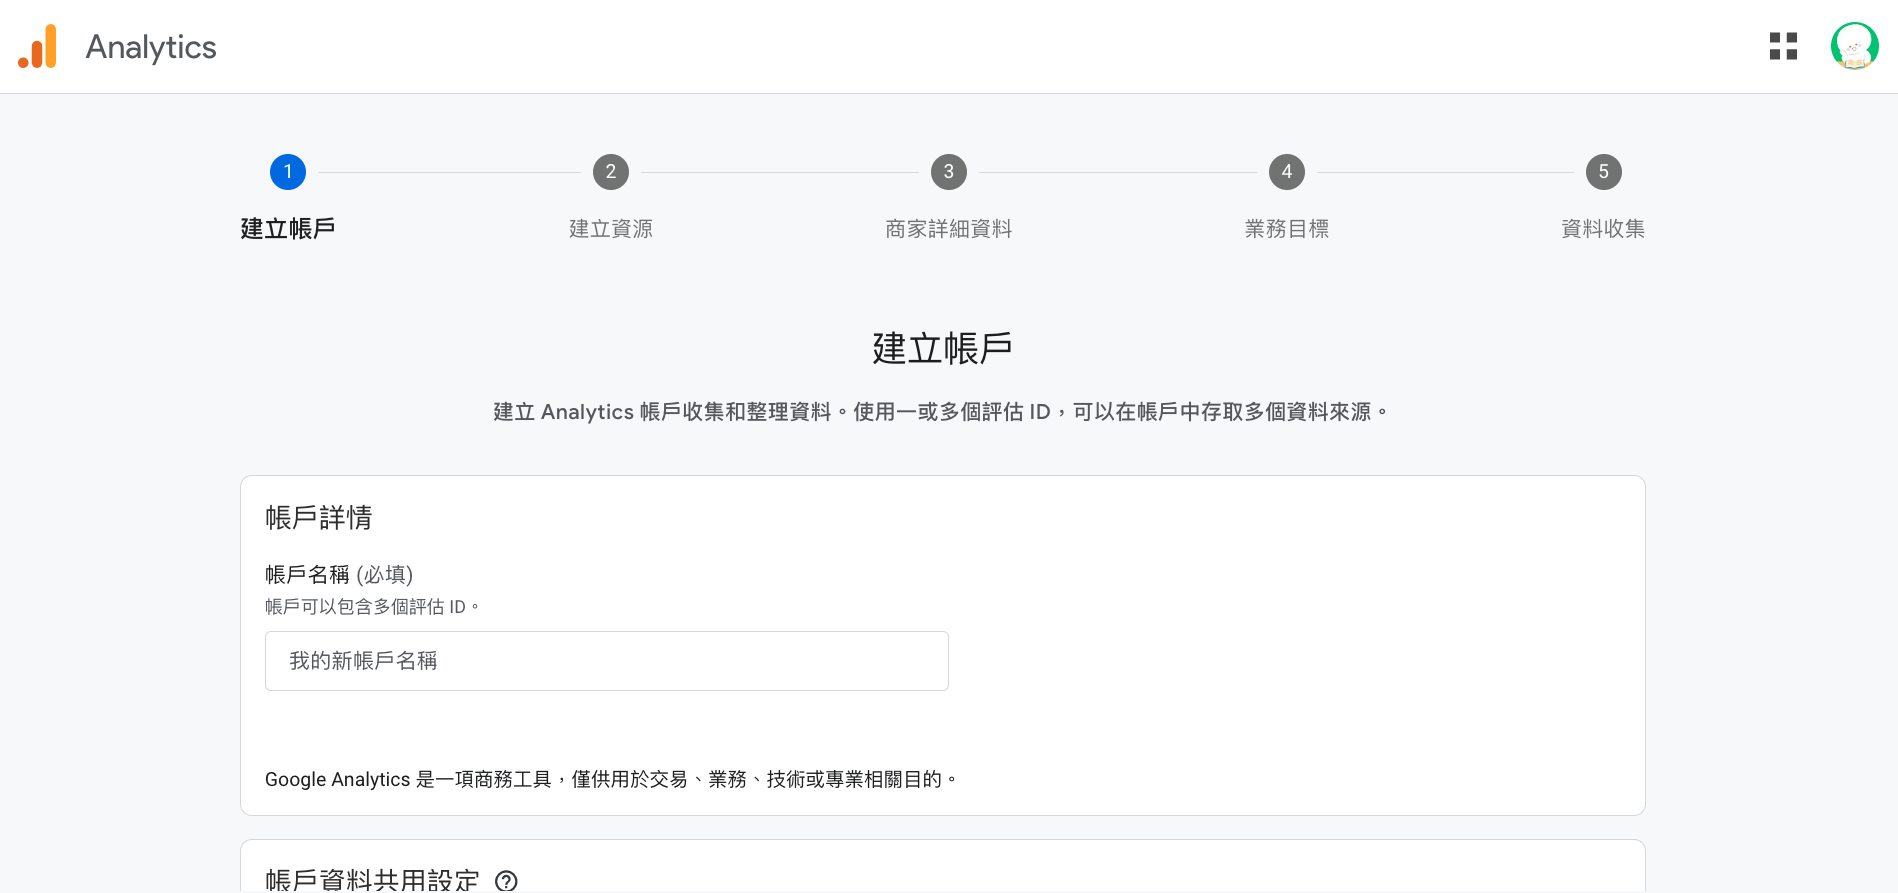 Analytics
1
2
3
4
5
建立帳戶
建立資源
商家詳細資料
業務目標
資料收集
建立帳戶
建立 Analytics 帳戶收集和整理資料。使用一或多個評估 ID，可以在帳戶中存取多個資料來源。
帳戶詳情
帳戶名稱 (必填)
帳戶可以包含多個評估 ID。
我的新帳戶名稱
Google Analytics 是一項商務工具，僅供用於交易、業務、技術或專業相關目的。
帳戶資料共用設定 ?